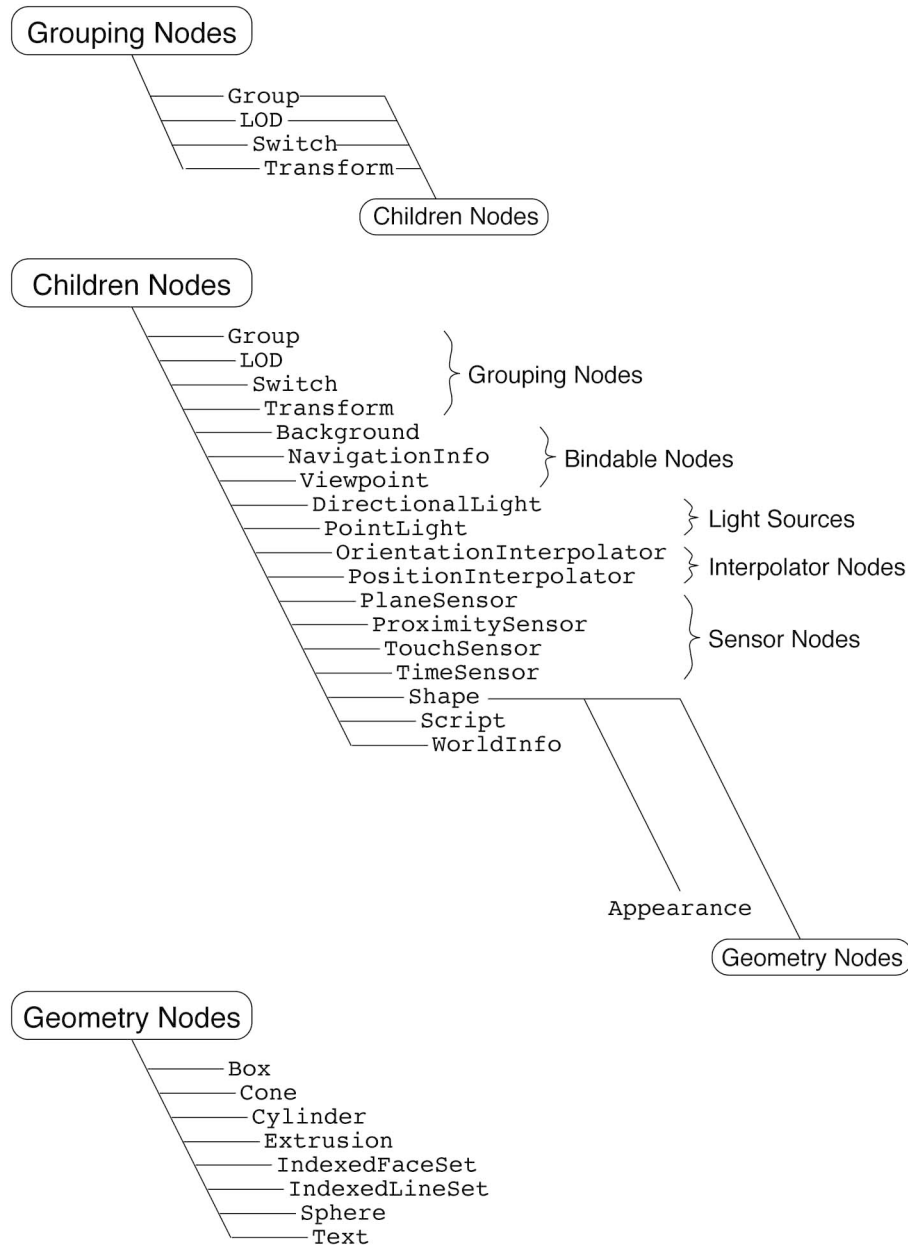 Grouping Nodes
Group
LOD
Switch
Transform
Children Nodes
Children Nodes
Group
LOD
Switch
Transform
Grouping Nodes
Background
NavigationInfo
Viewpoint
Bindable Nodes
DirectionalLight
PointLight
Light Sources
OrientationInterpolator
PositionInterpolator
Interpolator Nodes
PlaneSensor
ProximitySensor
TouchSensor
TimeSensor
Sensor Nodes
Shape
Script
WorldInfo
Appearance
Geometry Nodes
Geometry Nodes
Box
Cone
Cylinder
Extrusion
IndexedFaceSet
IndexedLineSet
Sphere
Text